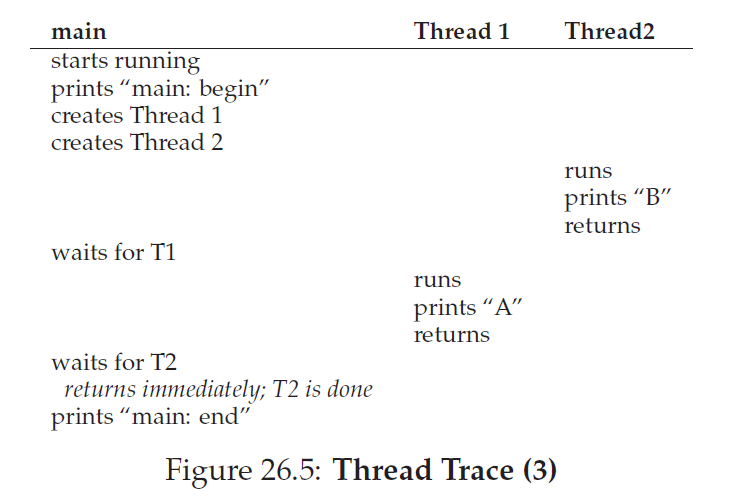 main Thread 1 Thread2
starts running
prints “main: begin”
creates Thread 1
creates Thread 2
runs
prints “B”
returns
waits for T1
runs
prints “A”
returns
waits for T2
returns immediately; T2 is done
prints “main: end”
Figure 26.5: Thread Trace (3)